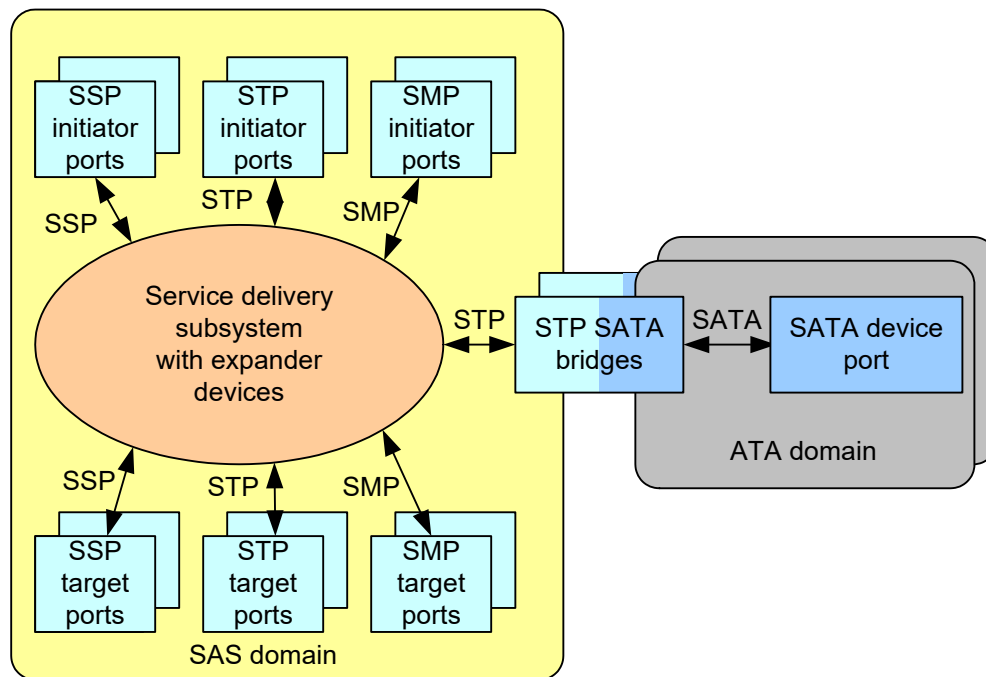 SSP
initiator
ports
STP
initiator
ports
SMP
initiator
ports
SSP
STP
SMP
Service delivery
subsystem
with expander
devices
STP
STP SATA
bridges
SATA
SATA device
port
ATA domain
SSP
STP
SMP
SSP
target
ports
STP
target
ports
SMP
target
ports
SAS domain